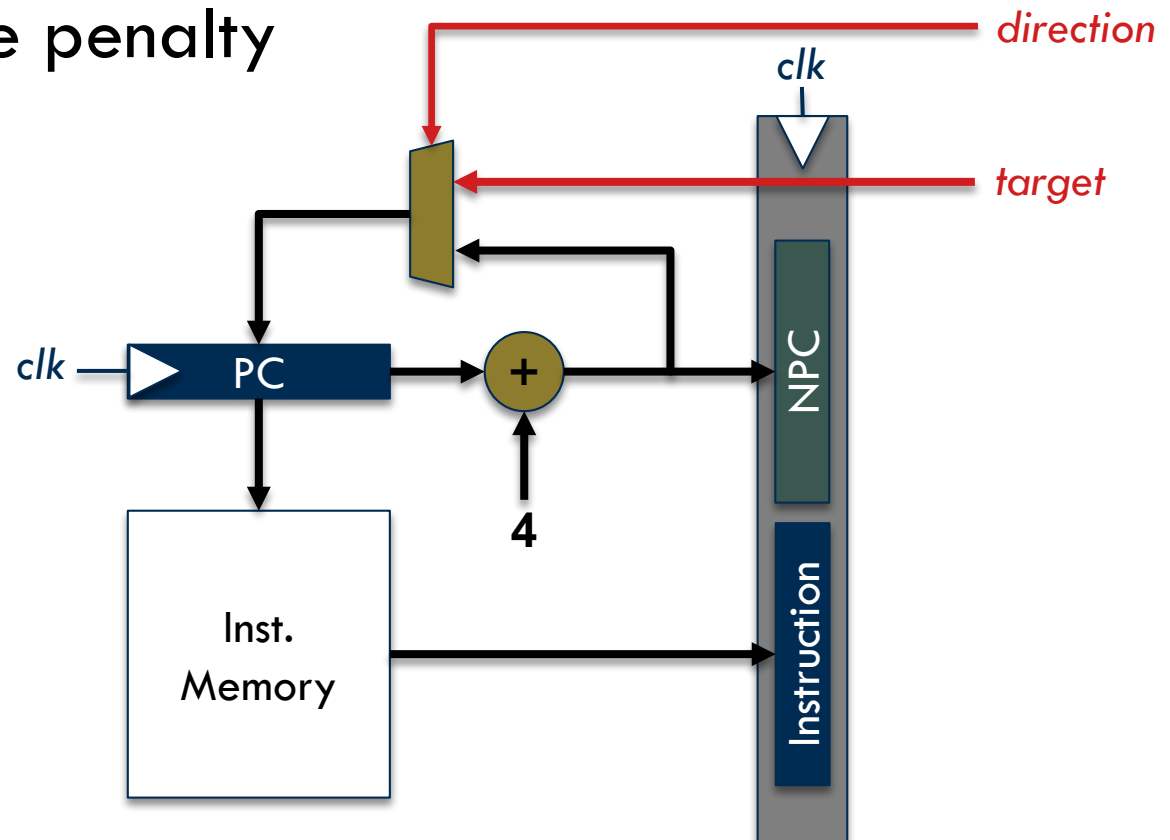 e penalty
direction
clk
target
clk
PC
+
NPC
4
Inst.
Memory
Instruction